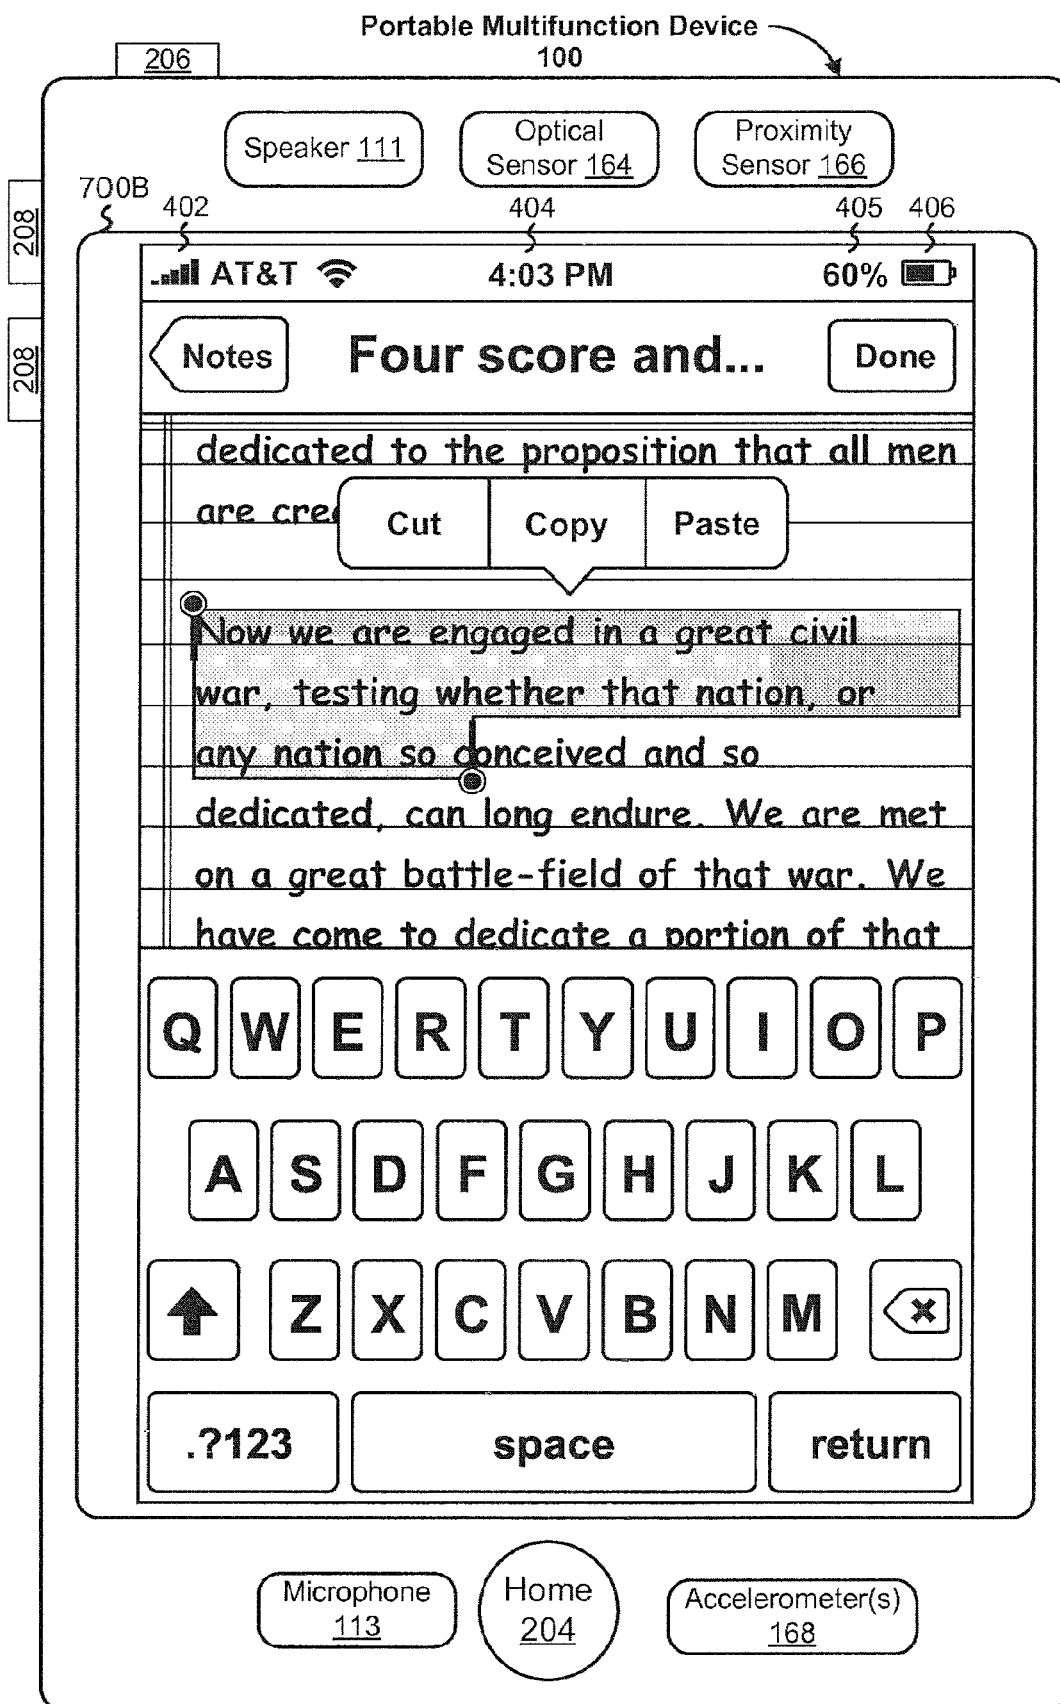 Portable Multifunction Device
100
206
Speaker 111
Optical
Sensor 164
Proximity
Sensor 166
208
208
700B
402
404
405
406
AT&T 4:03 PM 60%
Notes Four score and... Done
dedicated to the proposition that all men
are crea
Cut Copy Paste
Now we are engaged in a great civil
war, testing whether that nation, or
any nation so conceived and so
dedicated, can long endure. We are met
on a great battle-field of that war. We
have come to dedicate a portion of that
Q W E R T Y U I O P
A S D F G H J K L
Z X C V B N M
.?123 space return
Microphone
113
Home
204
Accelerometer(s)
168